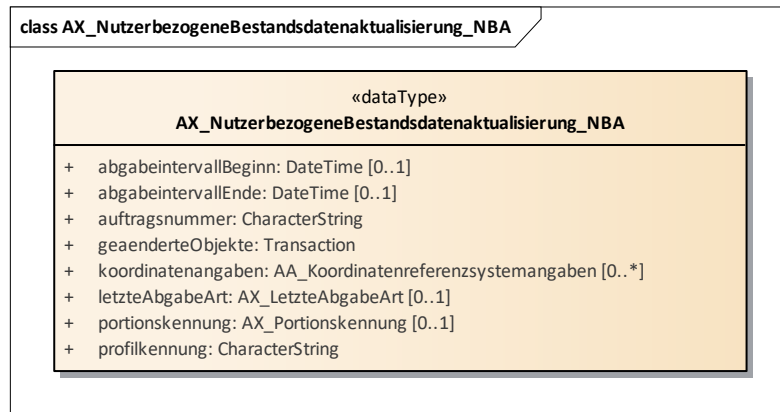 class AX_NutzerbezogeneBestandsdatenaktualisierung_NBA
«dataType»
AX_NutzerbezogeneBestandsdatenaktualisierung_NBA
+ abgabeintervallBeginn: DateTime [0..1]
+ abgabeintervallEnde: DateTime [0..1]
+ auftragsnummer: CharacterString
+ geaenderteObjekte: Transaction
+ koordinatenangaben: AA_Koordinatenreferenzsystemangaben [0..*]
+ letzteAbgabeArt: AX_LetzteAbgabeArt [0..1]
+ portionskennung: AX_Portionskennung [0..1]
+ profilkennung: CharacterString